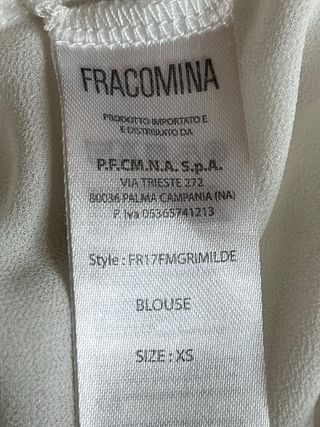 FRACOMINA
PRODOTTO IMPORTATO E
E DISTRIBUITO DA
P.F.CM.N.A. S.p.A.
VIA TRIESTE 272
80036 PALMA CAMPANIA (NA)
P. Iva 05365741213
Style : FR17FMGRIMILDE
BLOUSE
SIZE : XS